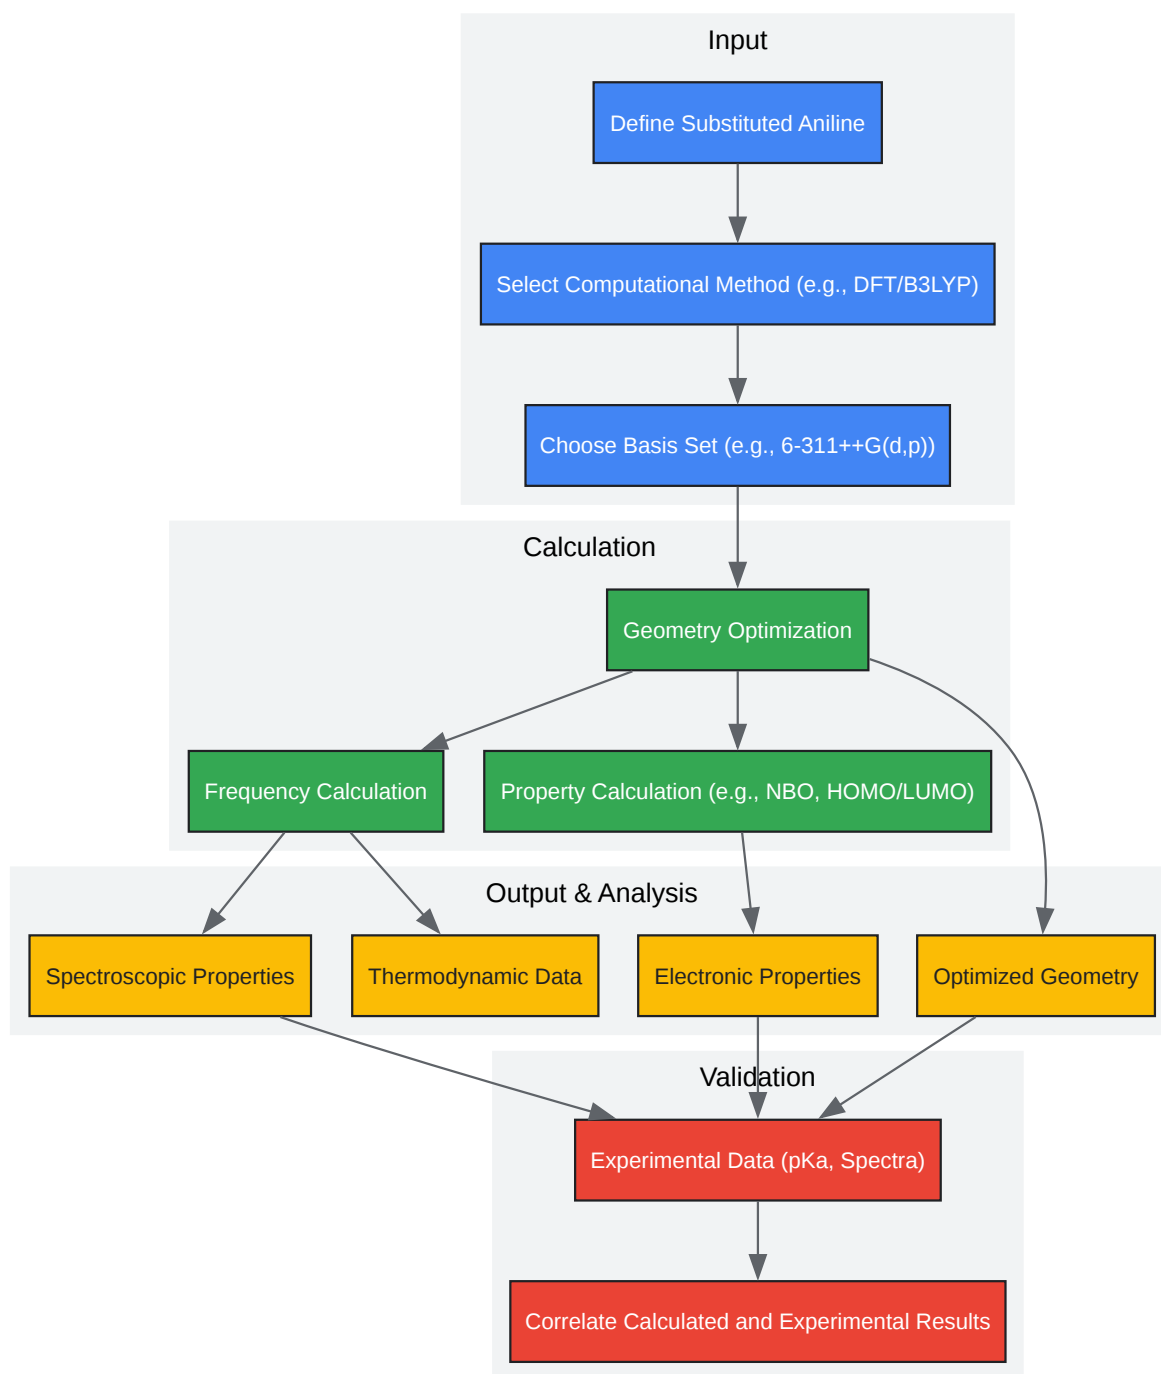 Input
Define Substituted Aniline
Select Computational Method (e.g., DFT/B3LYP)
Choose Basis Set (e.g., 6-311++G(d,p))
Calculation
Geometry Optimization
Frequency Calculation
Property Calculation (e.g., NBO, HOMO/LUMO)
Output & Analysis
Spectroscopic Properties
Thermodynamic Data
Electronic Properties
Optimized Geometry
Validation
Experimental Data (pKa, Spectra)
Correlate Calculated and Experimental Results